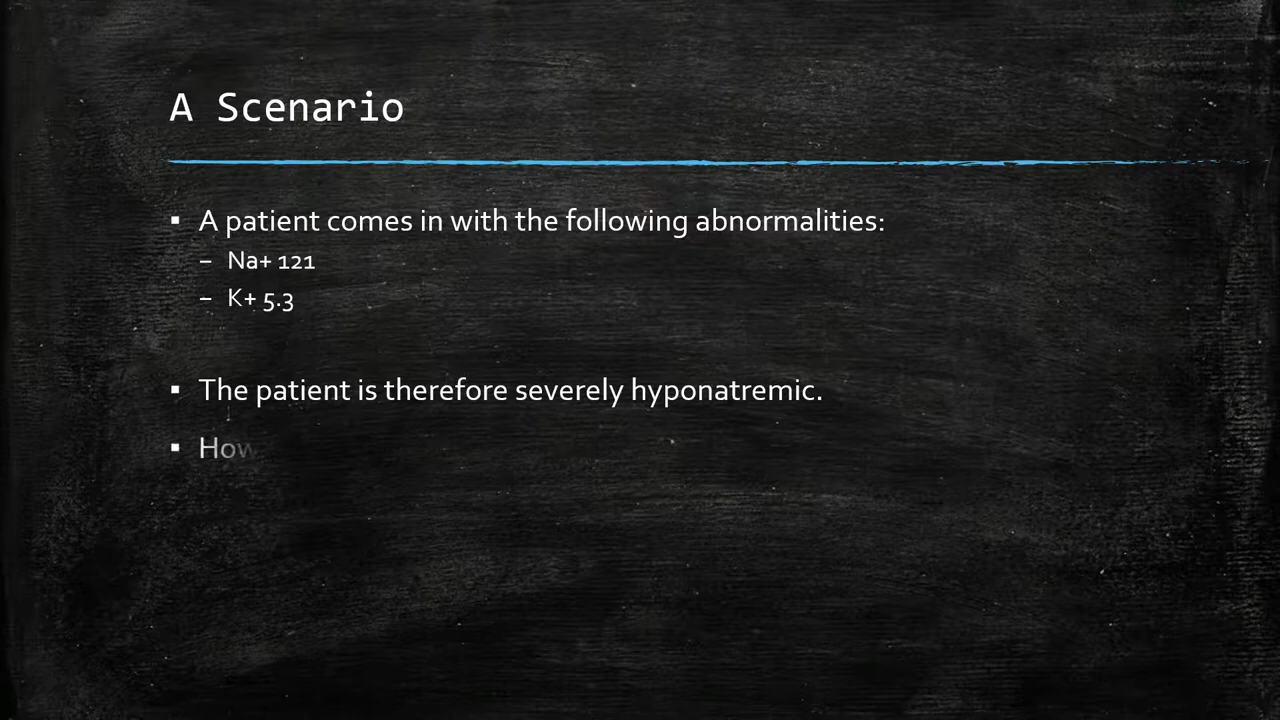 A Scenario
▪ A patient comes in with the following abnormalities:
– Na+ 121
– K+ 5.3
▪ The patient is therefore severely hyponatremic.
▪ How